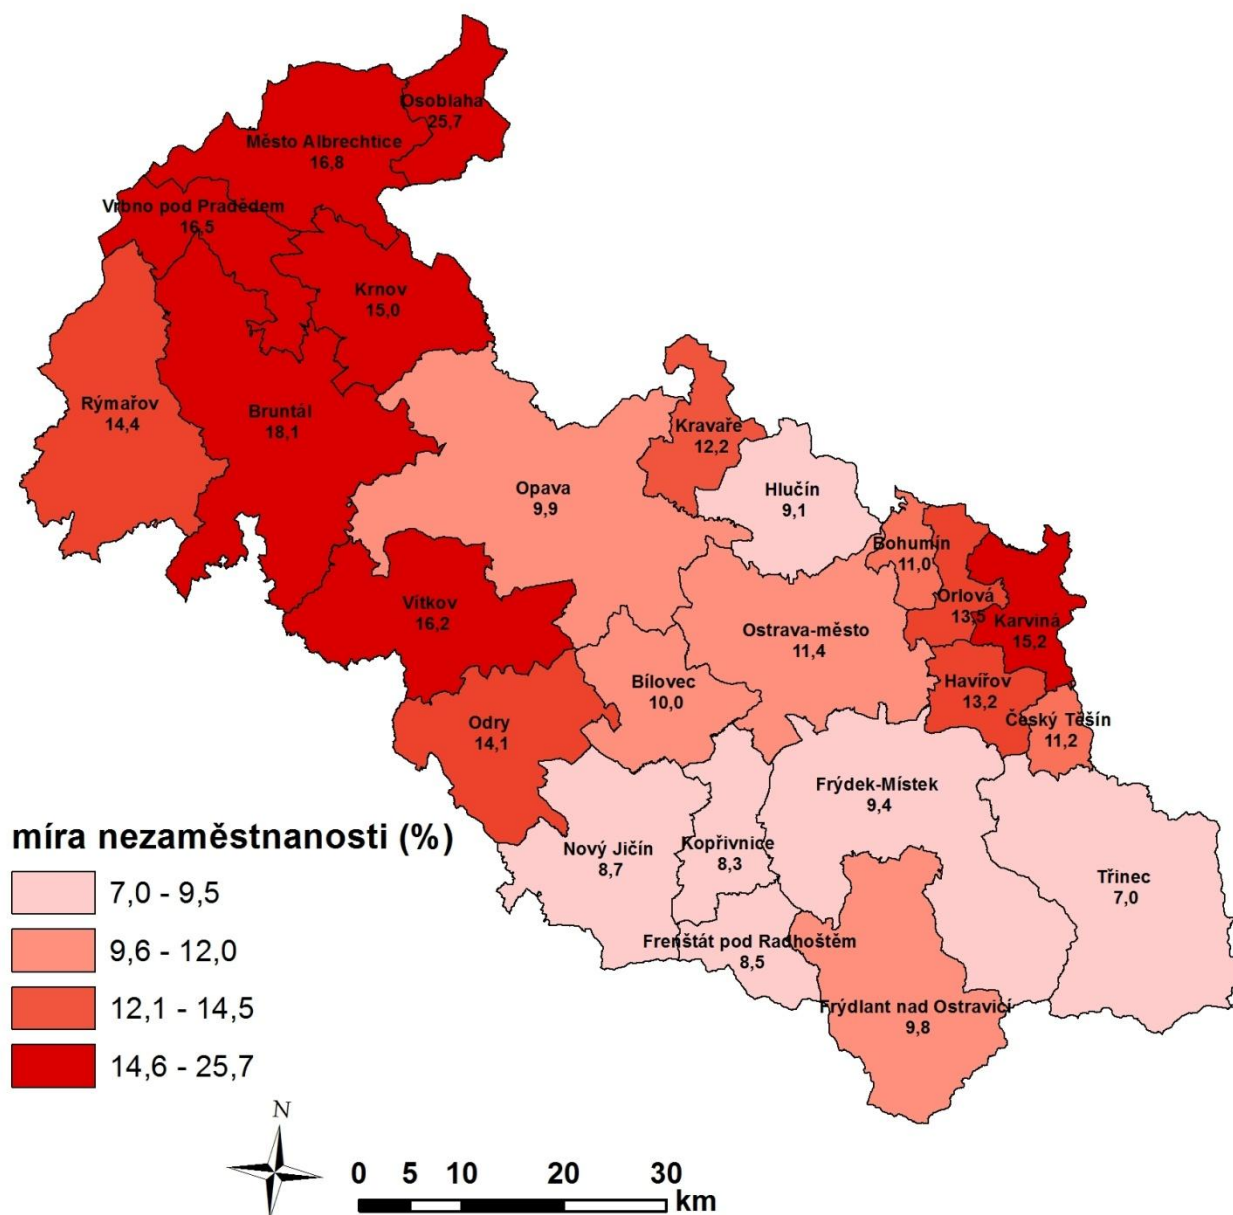 Osoblaha
25,7
Město Albrechtice
16,8
Vrbno pod Pradědem
16,5
Krnov
15,0
Rýmařov
14,4
Bruntál
18,1
Kravaře
12,2
Opava
9,9
Hlučín
9,1
Bohumín
11,0
Orlová
13,5
Karviná
15,2
Vítkov
16,2
Ostrava-město
11,4
Bílovec
10,0
Havířov
13,2
Český Těšín
11,2
Odry
14,1
Frýdek-Místek
9,4
Nový Jičín
8,7
Kopřivnice
8,3
Třinec
7,0
Frenštát pod Radhoštěm
8,5
Frýdlant nad Ostravicí
9,8
míra nezaměstnanosti (%)
7,0 - 9,5
9,6 - 12,0
12,1 - 14,5
14,6 - 25,7
N
0 5 10 20 30
km